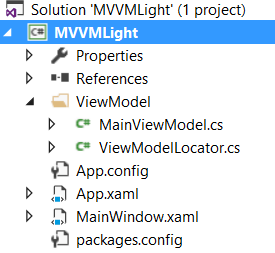 Solution 'MVVMLight' (1 project)
C# MVVMLight
Properties
References
ViewModel
C# MainViewModel.cs
C# ViewModelLocator.cs
App.config
App.xaml
MainWindow.xaml
packages.config